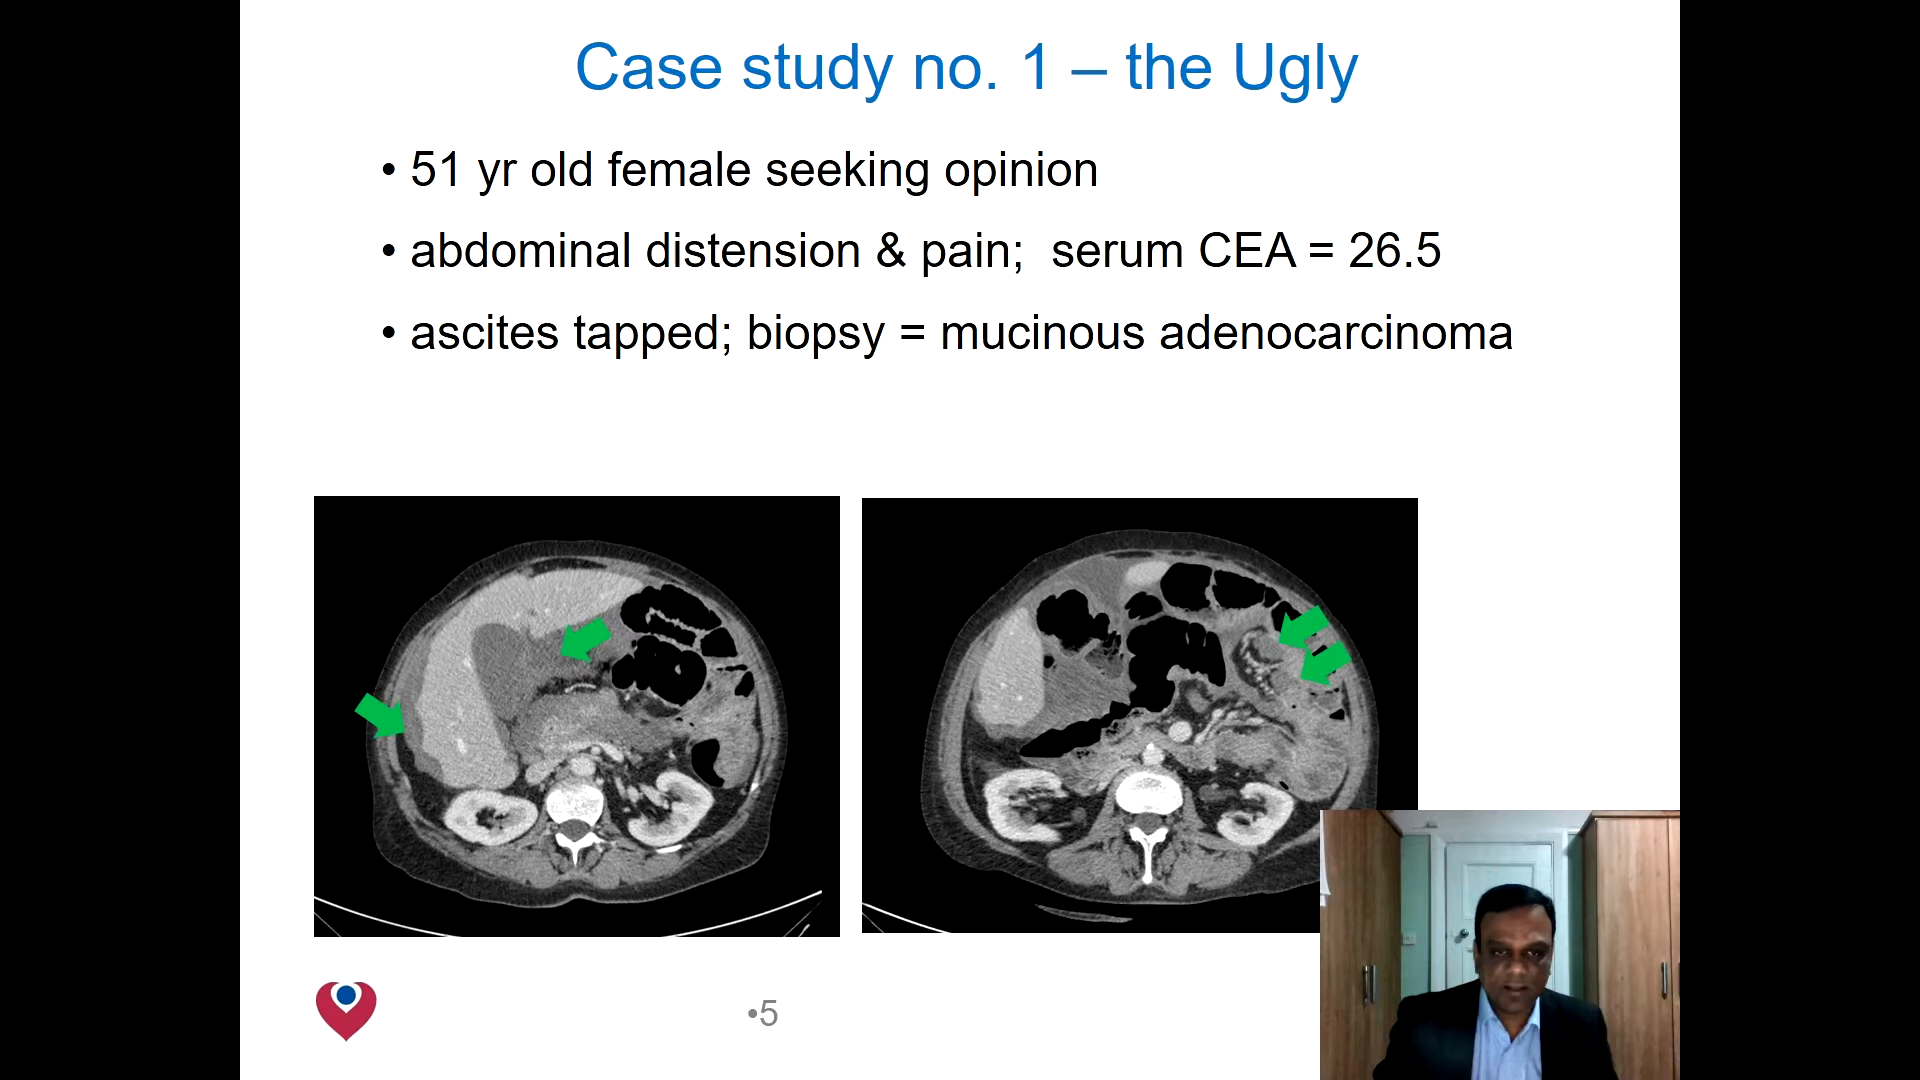 Case study no. 1 – the Ugly
• 51 yr old female seeking opinion
• abdominal distension & pain;  serum CEA = 26.5
• ascites tapped; biopsy = mucinous adenocarcinoma
•5